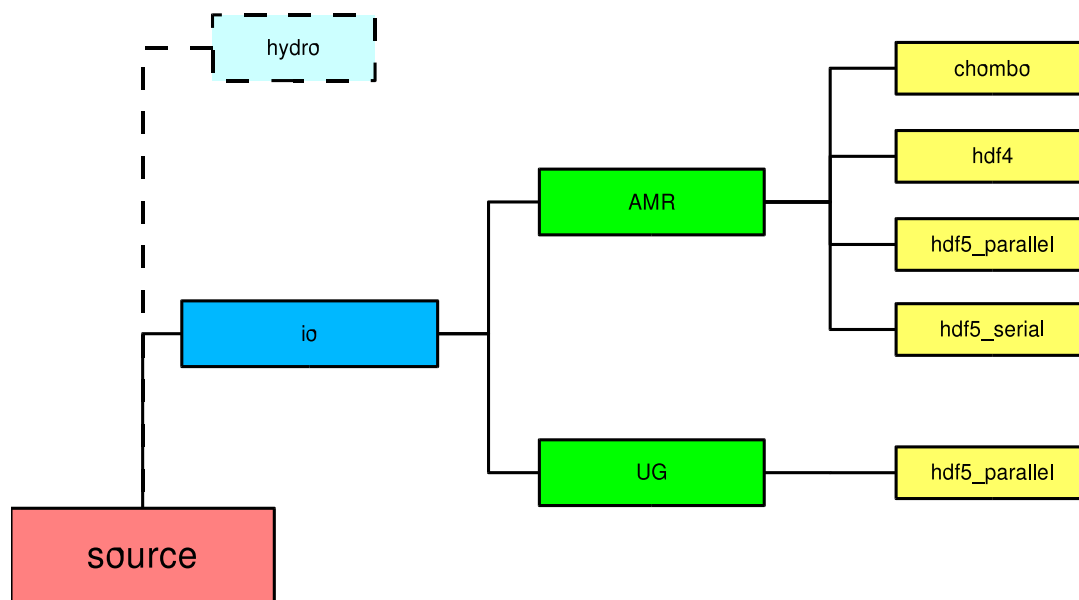 hydro
chombo
hdf4
AMR
hdf5_parallel
hdf5_serial
io
UG
hdf5_parallel
source